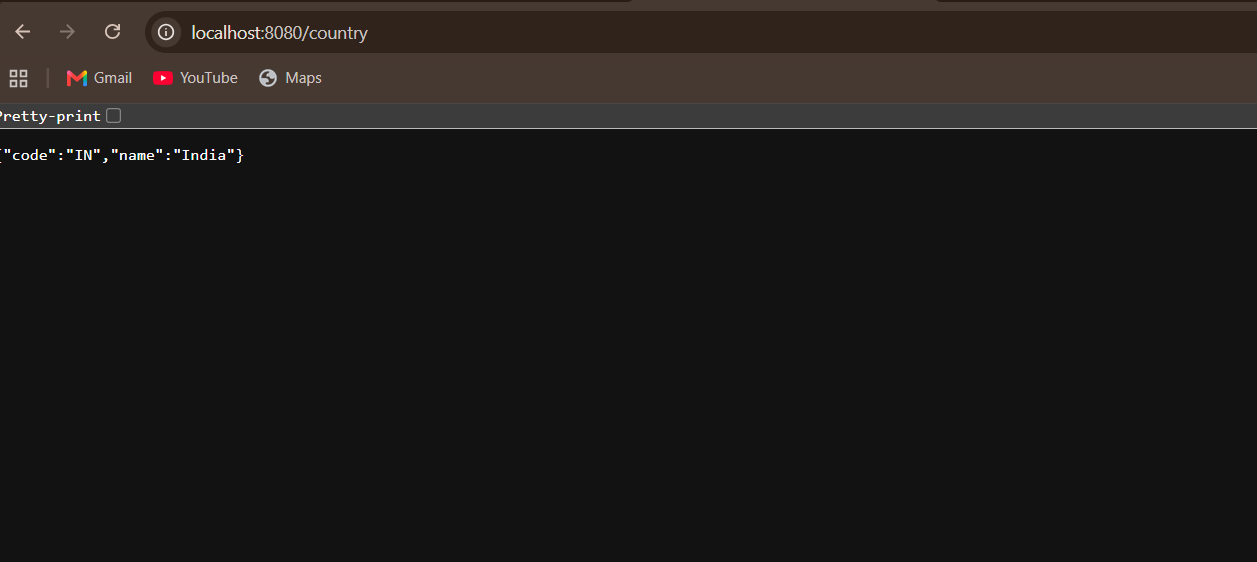 localhost:8080/country
Gmail YouTube Maps
Pretty-print
{"code":"IN","name":"India"}